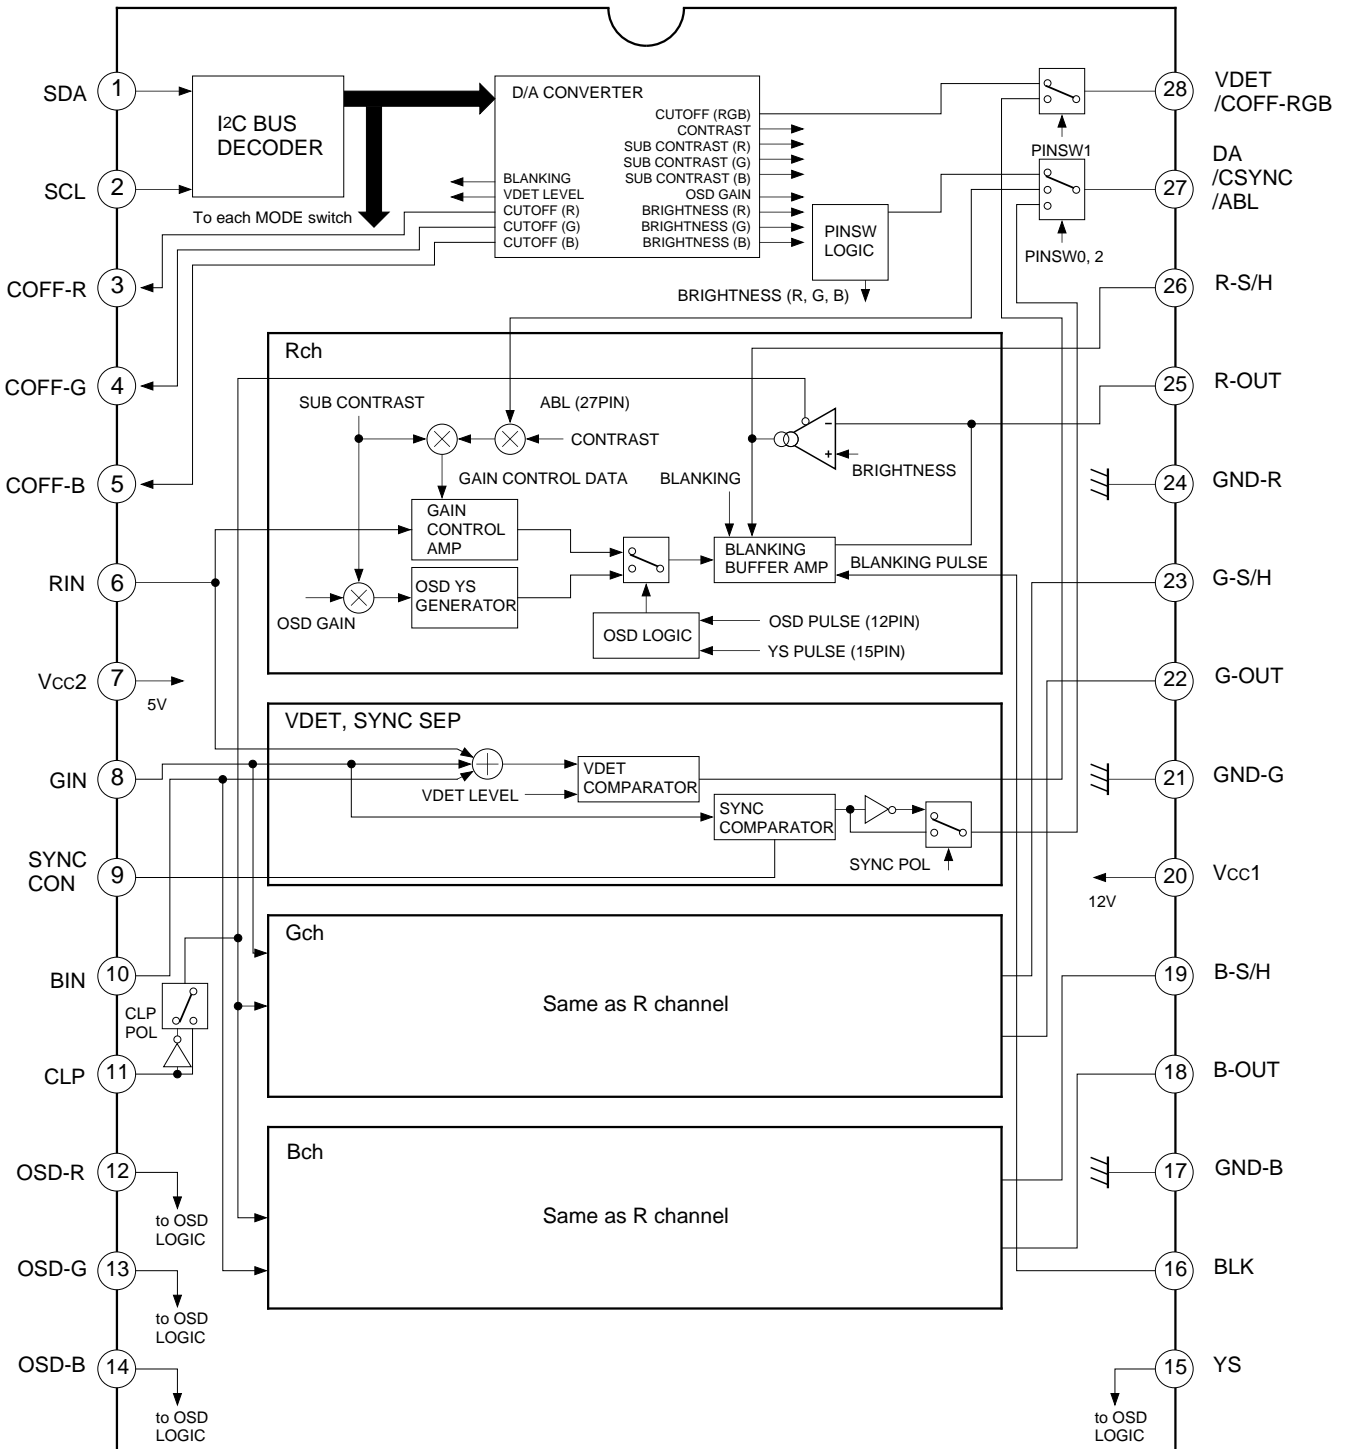 1
SDA
2
SCL
3
COFF-R
4
COFF-G
5
COFF-B
6
RIN
7
VCC2
5V
8
GIN
9
SYNC
CON
10
BIN
CLP
POL
11
CLP
12
OSD-R
to OSD
LOGIC
13
OSD-G
to OSD
LOGIC
14
OSD-B
to OSD
LOGIC
I2C BUS
DECODER
To each MODE switch
D/A CONVERTER
CUTOFF (RGB)
CONTRAST
SUB CONTRAST (R)
SUB CONTRAST (G)
SUB CONTRAST (B)
OSD GAIN
BRIGHTNESS (R)
BRIGHTNESS (G)
BRIGHTNESS (B)
BLANKING
VDET LEVEL
CUTOFF (R)
CUTOFF (G)
CUTOFF (B)
PINSW
LOGIC
BRIGHTNESS (R, G, B)
PINSW1
PINSW0, 2
Rch
SUB CONTRAST
ABL (27PIN)
CONTRAST
GAIN CONTROL DATA
BLANKING
BRIGHTNESS
GAIN
CONTROL
AMP
OSD YS
GENERATOR
OSD GAIN
BLANKING
BUFFER AMP
BLANKING PULSE
OSD LOGIC
OSD PULSE (12PIN)
YS PULSE (15PIN)
VDET, SYNC SEP
VDET LEVEL
VDET
COMPARATOR
SYNC
COMPARATOR
SYNC POL
Gch
Same as R channel
Bch
Same as R channel
28
VDET
/COFF-RGB
27
DA
/CSYNC
/ABL
26
R-S/H
25
R-OUT
24
GND-R
23
G-S/H
22
G-OUT
21
GND-G
20
VCC1
12V
19
B-S/H
18
B-OUT
17
GND-B
16
BLK
15
YS
to OSD
LOGIC